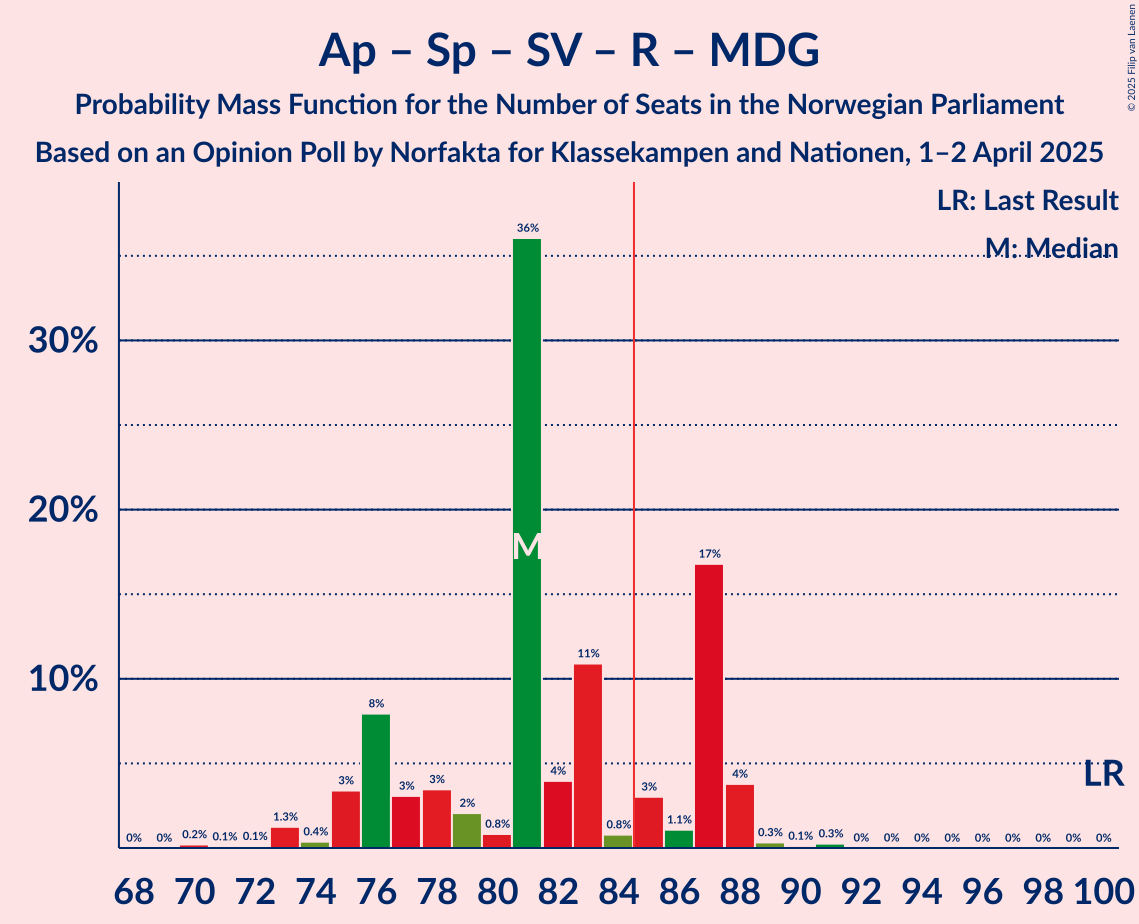 Ap – Sp – SV – R – MDG
Probability Mass Function for the Number of Seats in the Norwegian Parliament
Based on an Opinion Poll by Norfakta for Klassekampen and Nationen, 1–2 April 2025
© 2025 Filip van Laenen
LR: Last Result
M: Median
30%
20%
10%
0% 0% 0.2% 0.1% 0.1% 1.3% 0.4% 3% 8% 3% 3% 2% 0.8% 36% 4% 11% 0.8% 3% 1.1% 17% 4% 0.3% 0.1% 0.3% 0% 0% 0% 0% 0% 0% 0% 0% 0%
M
LR
68 70 72 74 76 78 80 82 84 86 88 90 92 94 96 98 100